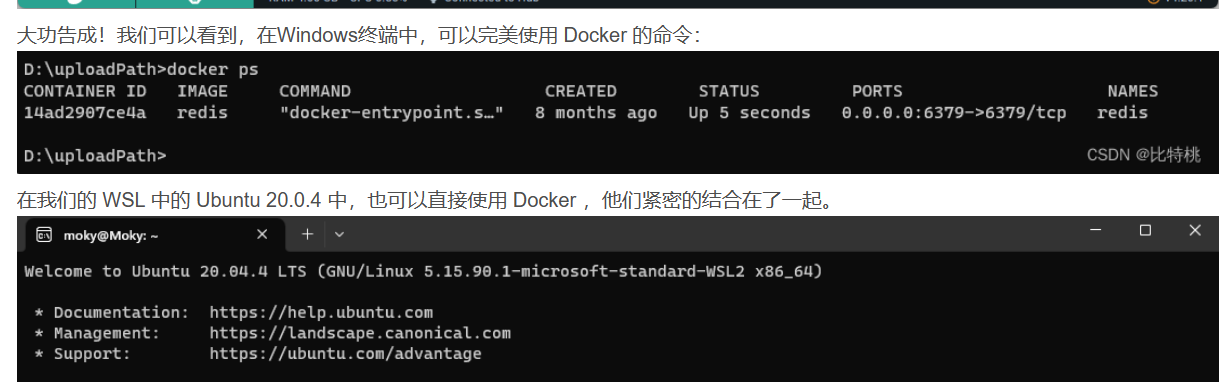 大功告成！我们可以看到，在Windows终端中，可以完美使用 Docker 的命令：
D:\uploadPath>docker ps
CONTAINER ID   IMAGE     COMMAND                  CREATED        STATUS         PORTS                    NAMES
14ad2907ce4a   redis     "docker-entrypoint.s…"   8 months ago   Up 5 seconds   0.0.0.0:6379->6379/tcp   redis
D:\uploadPath>
CSDN @比特桃
在我们的 WSL 中的 Ubuntu 20.0.4 中，也可以直接使用 Docker ，他们紧密的结合在了一起。
moky@Moky: ~
Welcome to Ubuntu 20.04.4 LTS (GNU/Linux 5.15.90.1-microsoft-standard-WSL2 x86_64)
* Documentation:  https://help.ubuntu.com
* Management:     https://landscape.canonical.com
* Support:        https://ubuntu.com/advantage